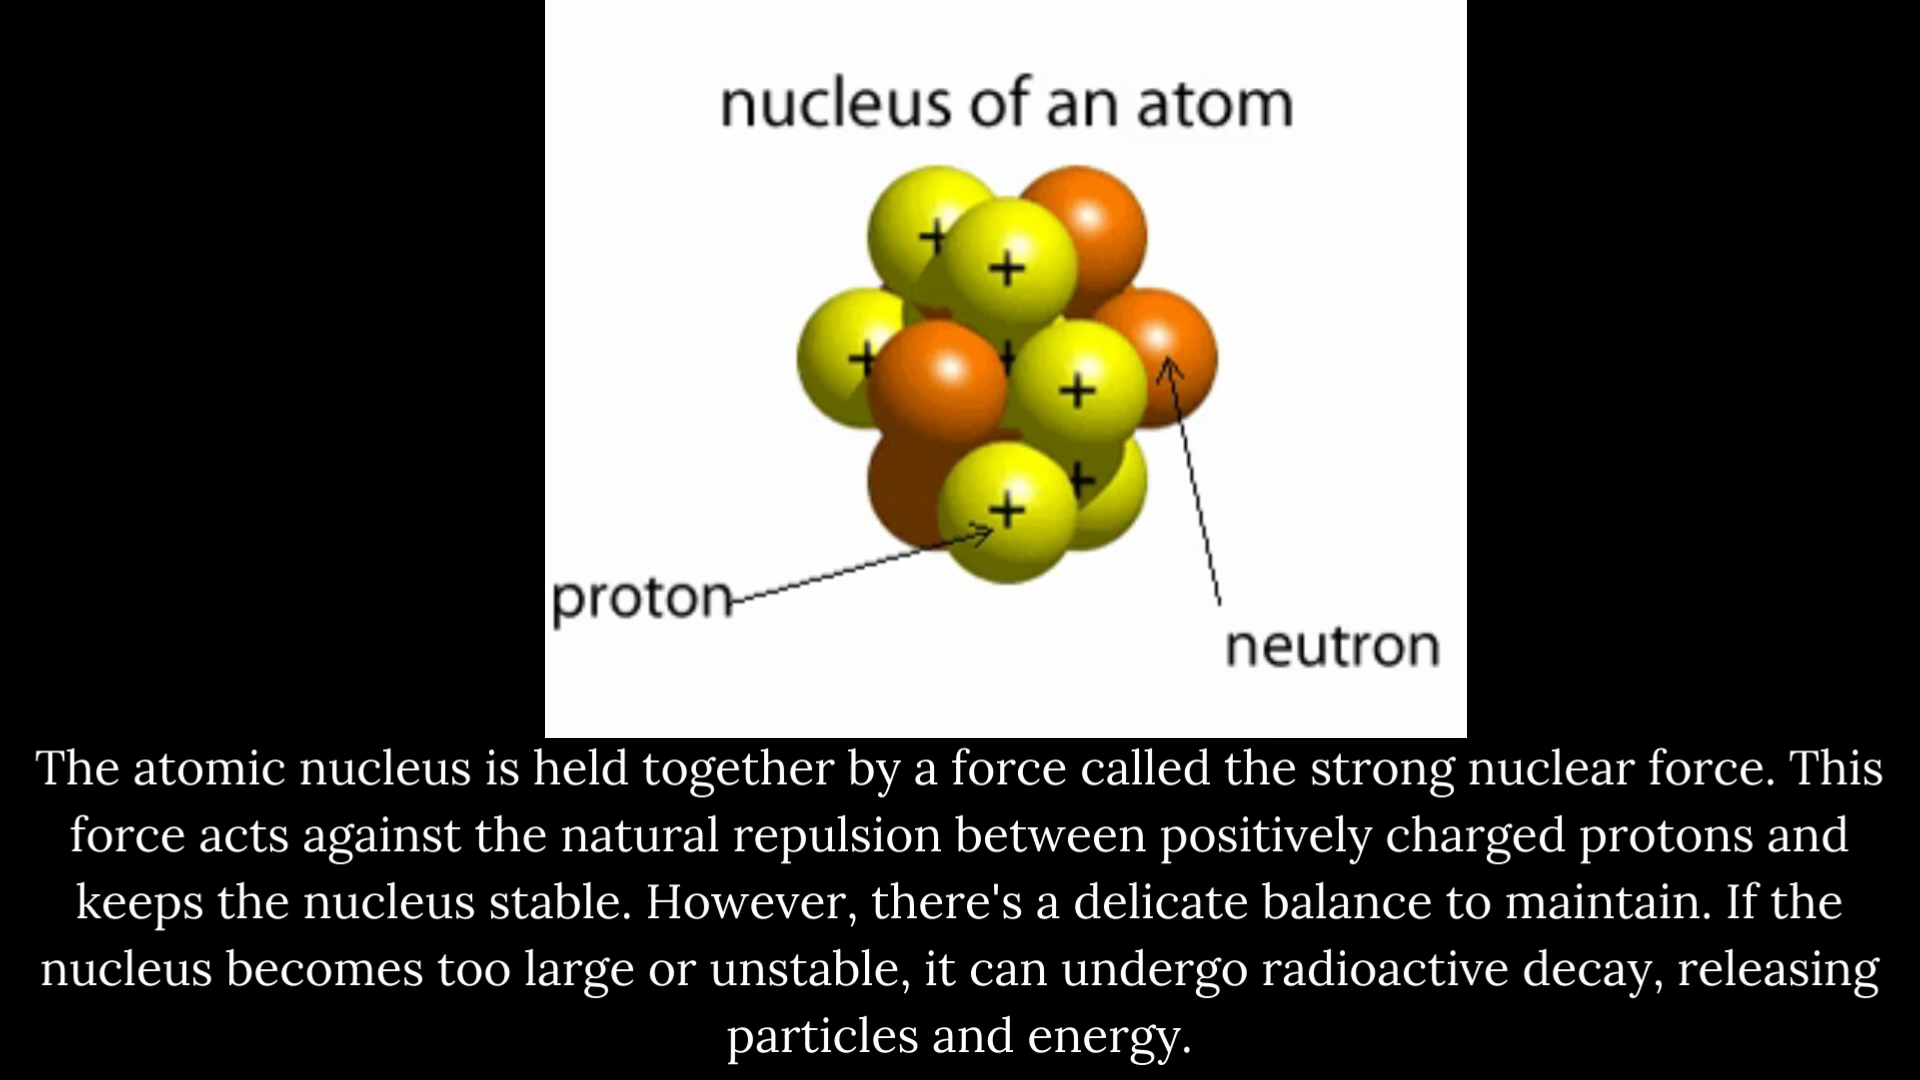 nucleus of an atom
+
+
+
+
+
+
+
proton
neutron
The atomic nucleus is held together by a force called the strong nuclear force. This
force acts against the natural repulsion between positively charged protons and
keeps the nucleus stable. However, there's a delicate balance to maintain. If the
nucleus becomes too large or unstable, it can undergo radioactive decay, releasing
particles and energy.